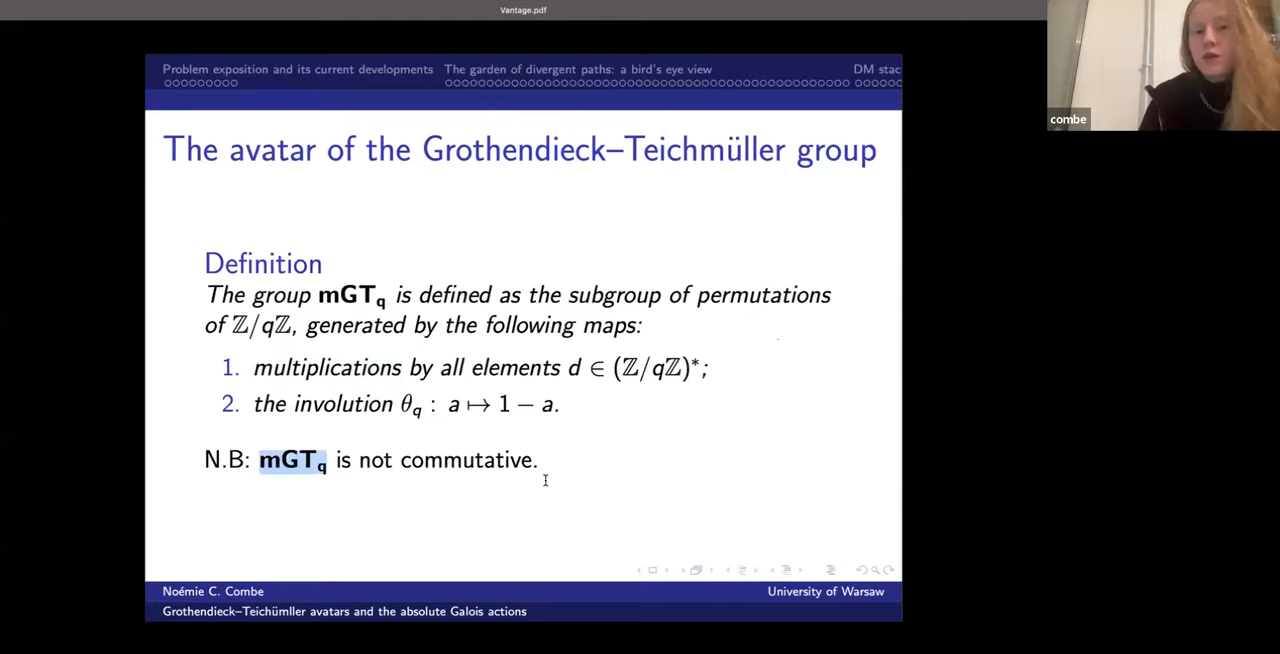 Vantage.pdf
Problem exposition and its current developments The garden of divergent paths: a bird's eye view DM stac
combe
The avatar of the Grothendieck–Teichmüller group
Definition
The group mGT_q is defined as the subgroup of permutations
of ℤ/qℤ, generated by the following maps:
1. multiplications by all elements d ∈ (ℤ/qℤ)*;
2. the involution θ_q : a ↦ 1 − a.
N.B: mGT_q is not commutative.
Noémie C. Combe University of Warsaw
Grothendieck–Teichümller avatars and the absolute Galois actions